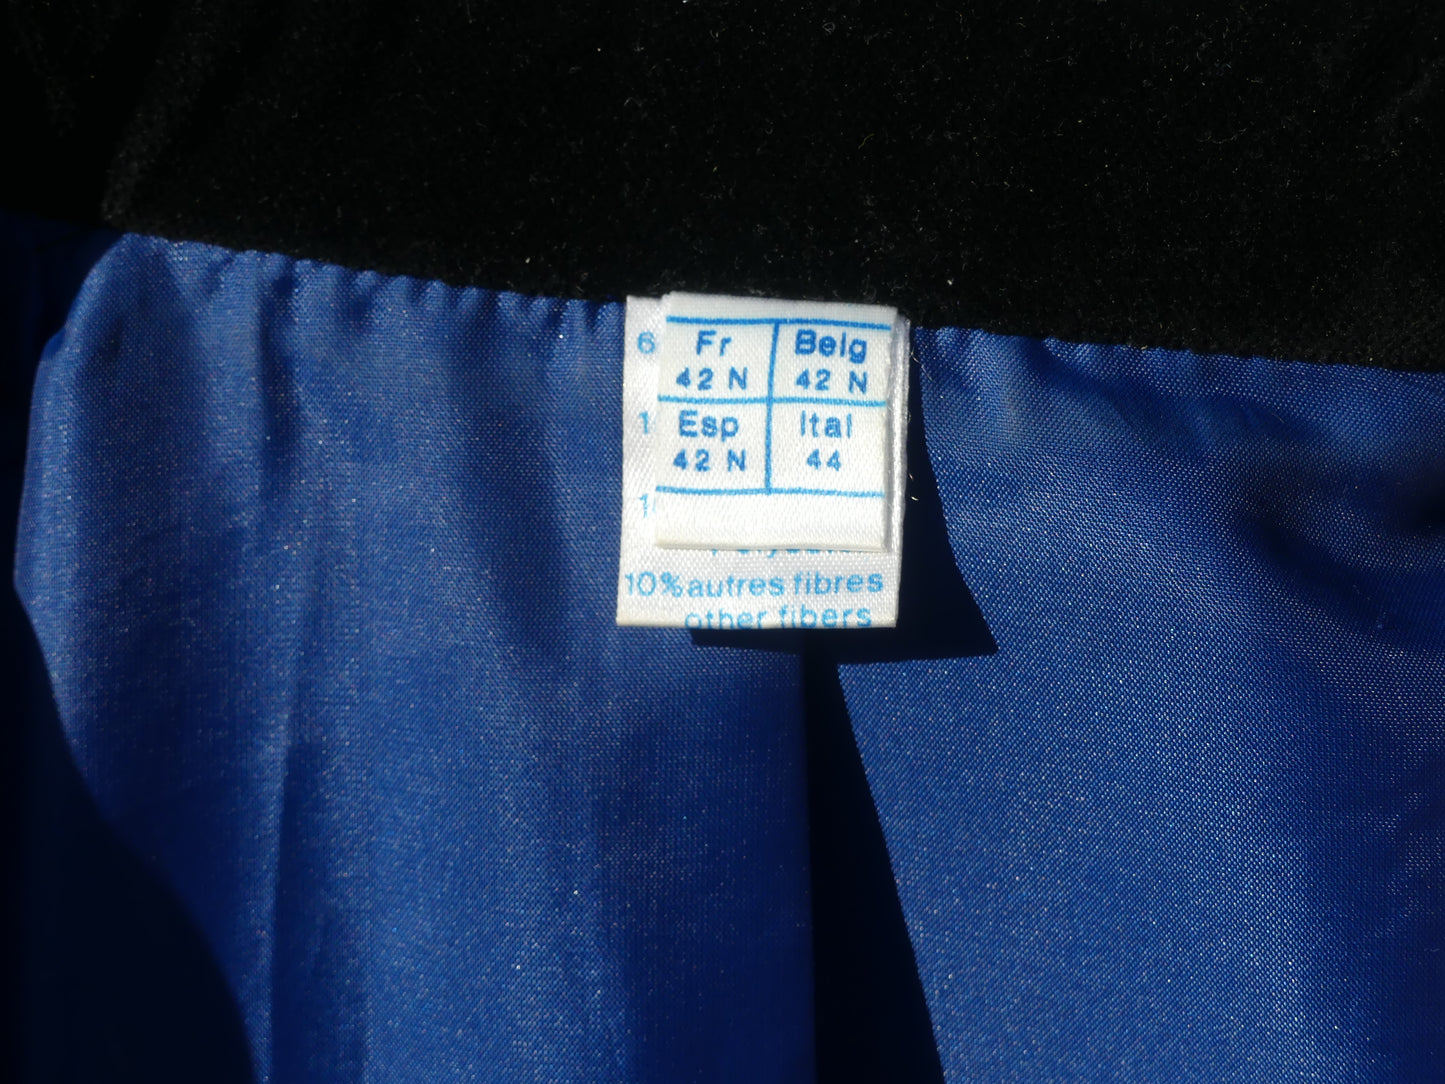 Fr Belg
42 N 42 N
Esp Ital
42 N 44
10% autres fibres
other fibers